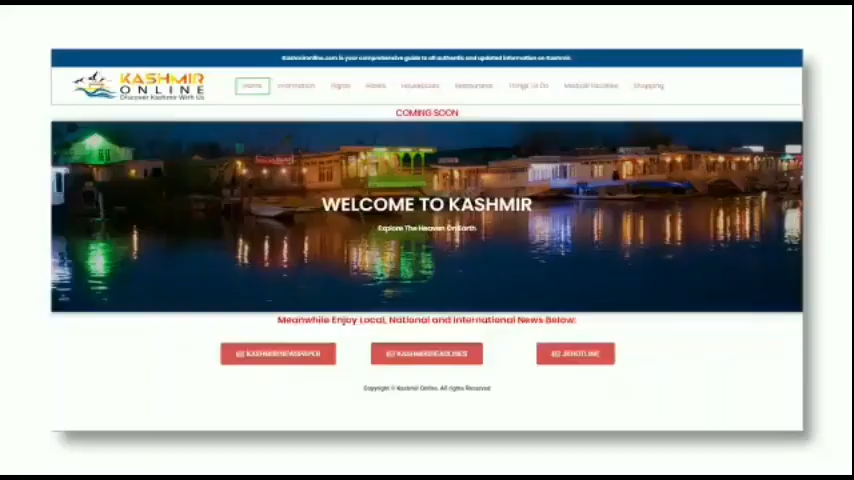 Kashmironline.com is your comprehensive guide to all authentic and updated information on Kashmir.
KASHMIR
ONLINE
Discover Kashmir With Us
Home Information Flights Hotels Houseboats Restaurants Things To Do Medical Facilities Shopping
COMING SOON
WELCOME TO KASHMIR
Explore The Heaven On Earth
Meanwhile Enjoy Local, National and International News Below:
KASHMIRNEWSPAPER KASHMIRHEADLINES
Copyright © Kashmir Online. All rights Reserved